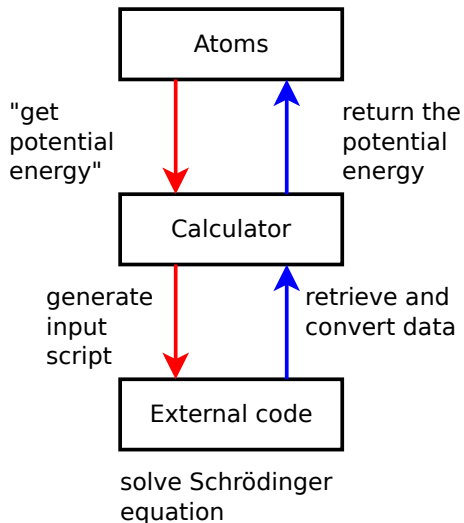 Atoms
"get
potential
energy"
return the
potential
energy
Calculator
generate
input
script
retrieve and
convert data
External code
solve Schrödinger
equation